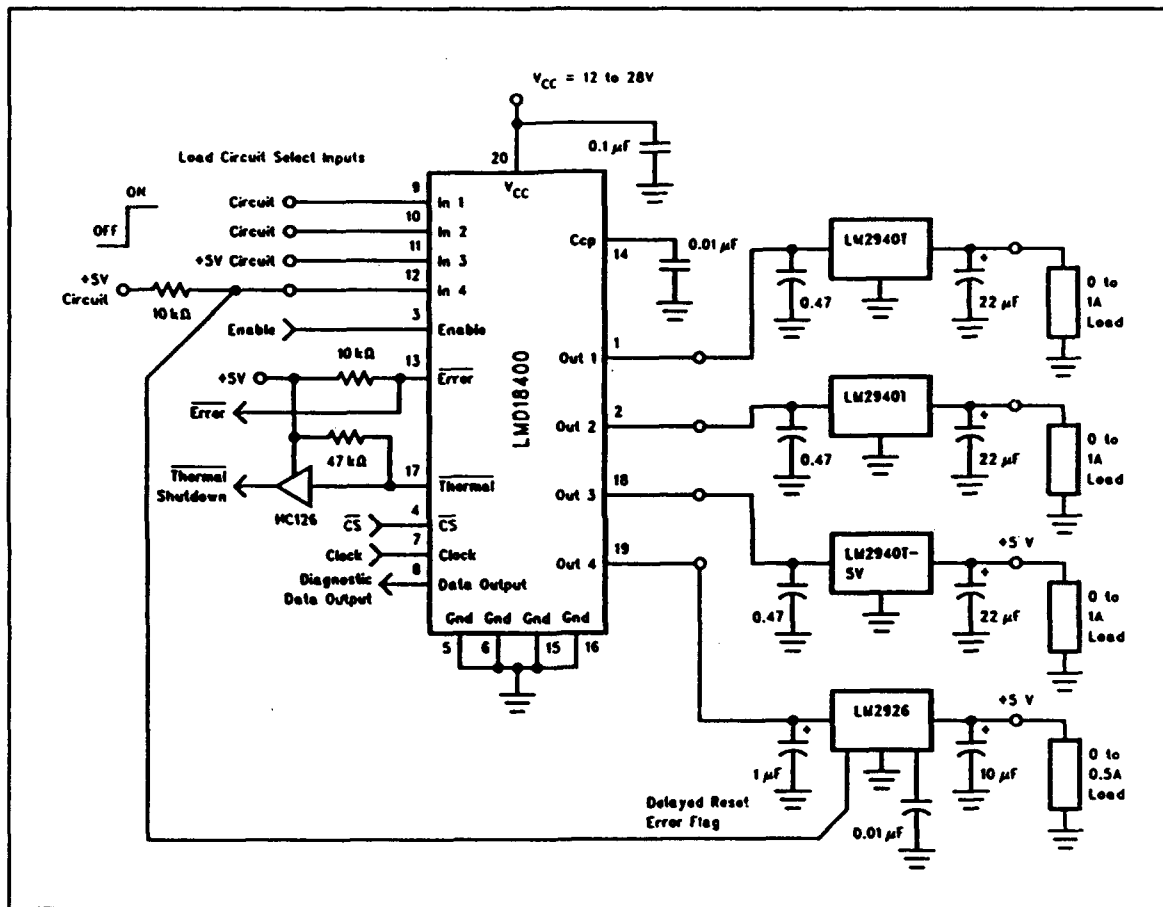 V_CC = 12 to 28V
0.1 µF
Load Circuit Select Inputs
20
V_CC
ON
OFF
Circuit
9
In 1
Circuit
10
In 2
+5V Circuit
11
In 3
+5V
Circuit
10 kΩ
12
In 4
Enable
3
Enable
10 kΩ
+5V
13
Error
Error
47 kΩ
Thermal
Shutdown
HC126
17
Thermal
CS
4
CS
Clock
7
Clock
Diagnostic
Data Output
8
Data Output
LMD18400
Gnd Gnd Gnd Gnd
5 6 15 16
Ccp
14
0.01 µF
Out 1
1
Out 2
2
Out 3
18
Out 4
19
LM2940T
0.47
22 µF
0 to
1A
Load
LM2940T
0.47
22 µF
0 to
1A
Load
LM2940T-
5V
0.47
22 µF
+5 V
0 to
1A
Load
LM2926
1 µF
10 µF
+5 V
0 to
0.5A
Load
Delayed Reset
Error Flag
0.01 µF